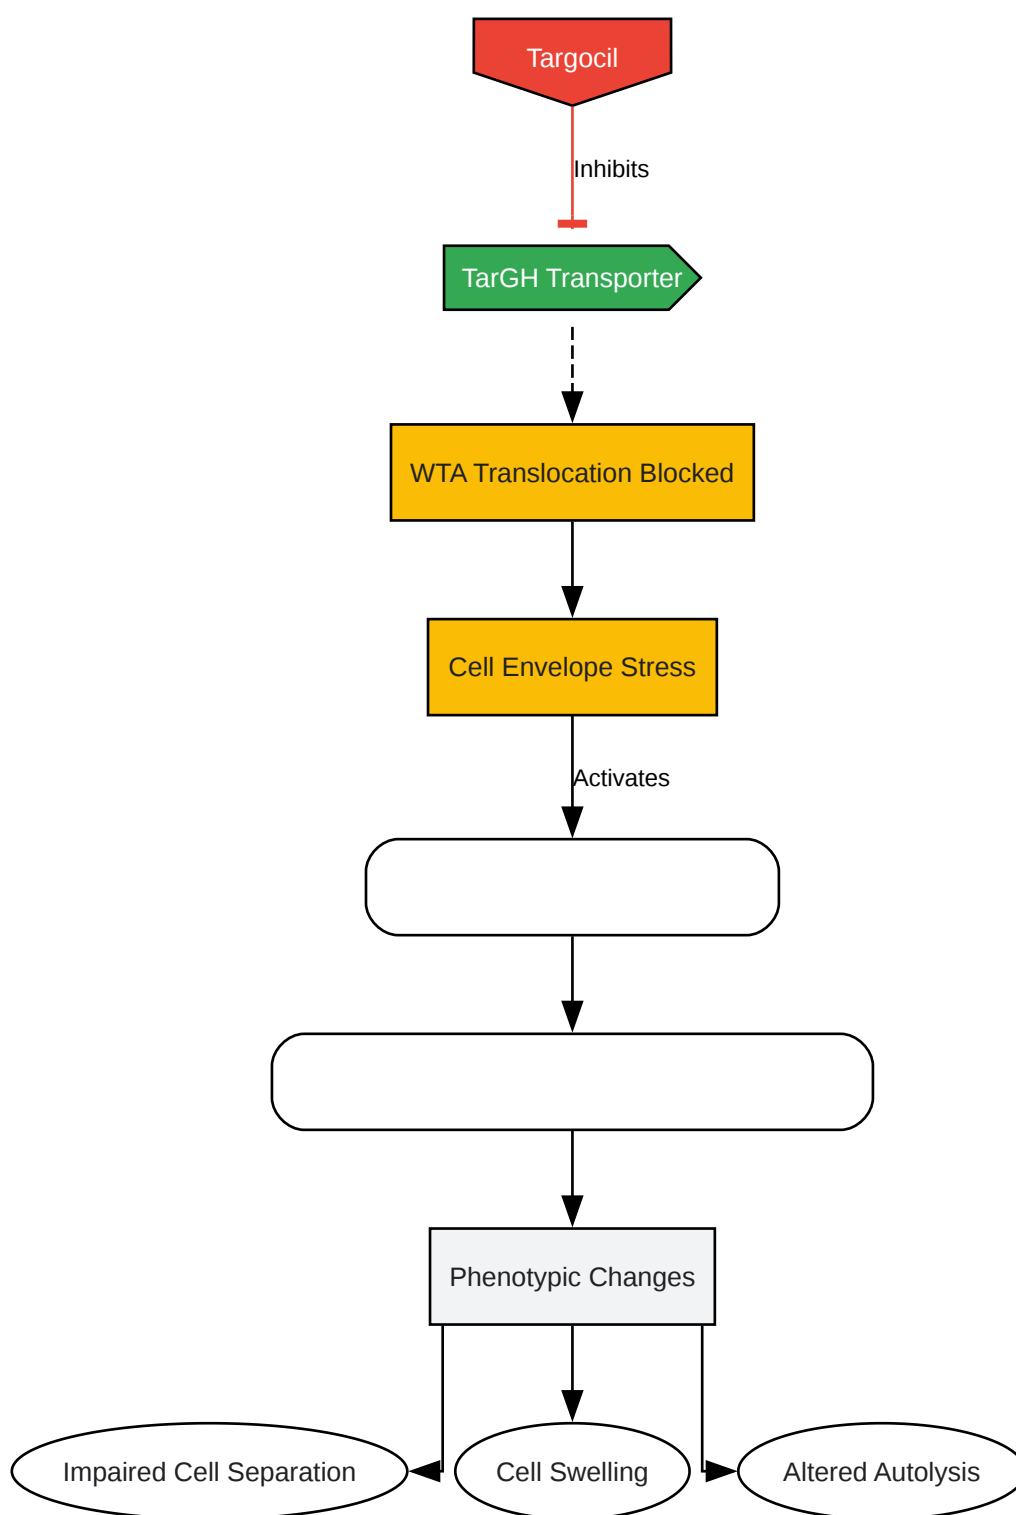 Targocil
Inhibits
TarGH Transporter
WTA Translocation Blocked
Cell Envelope Stress
Activates
Phenotypic Changes
Impaired Cell Separation
Cell Swelling
Altered Autolysis